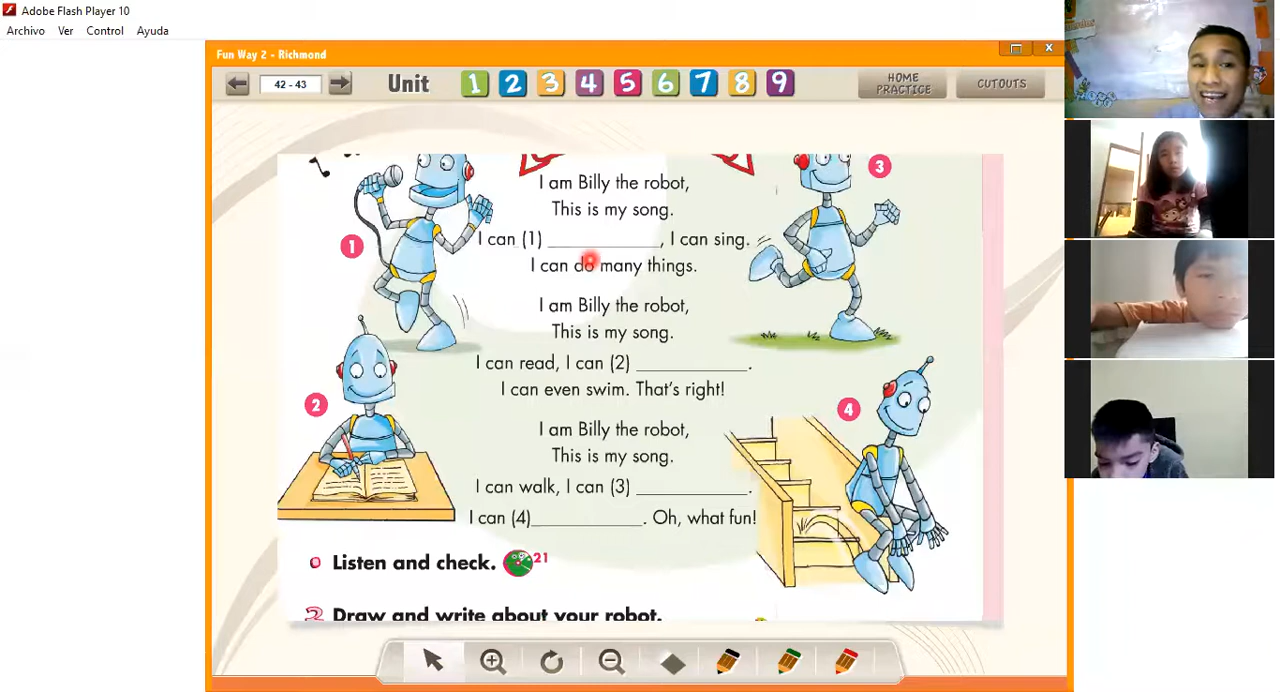 Adobe Flash Player 10
Archivo Ver Control Ayuda
Fun Way 2 - Richmond
42 - 43 Unit 1 2 3 4 5 6 7 8 9 HOME PRACTICE CUTOUTS
I am Billy the robot,
This is my song.
I can (1) ____________, I can sing.
I can do many things.
I am Billy the robot,
This is my song.
I can read, I can (2) ____________.
I can even swim. That's right!
I am Billy the robot,
This is my song.
I can walk, I can (3) ____________.
I can (4)____________. Oh, what fun!
1
2
3
4
Listen and check. 21
2 Draw and write about your robot.